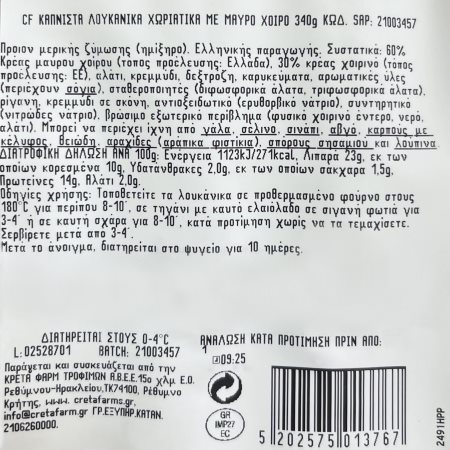 CF ΚΑΠΝΙΣΤΑ ΛΟΥΚΑΝΙΚΑ ΧΩΡΙΑΤΙΚΑ ΜΕ ΜΑΥΡΟ ΧΟΙΡΟ 340g ΚΩΔ. SAP: 21003457
Προιον μερικής ζύμωσης (ημίξηρο). Ελληνικής παραγωγής. Συστατικά: 60%
Κρέας μαύρου χοίρου (τόπος προέλευσης: Ελλάδα), 30% κρέας χοιρινό (τόπος
προέλευσης: ΕΕ), αλάτι, κρεμμύδι, δεξτρόζη, καρυκεύματα, αρωματικές ύλες
(περιέχουν σόγια), σταθεροποιητές (διφωσφορικά άλατα, τριφωσφορικά άλατα),
ρίγανη, κρεμμύδι σε σκόνη, αντιοξειδωτικό (ερυθορβικό νάτριο), συντηρητικό
(νιτρώδες νάτριο), βρώσιμο εξωτερικό περίβλημα (φυσικό χοιρινό έντερο, νερό,
αλάτι). Μπορεί να περιέχει ίχνη από γάλα, σέλινο, σινάπι, αβγό, καρπούς με
κέλυφος, θειώδη, αραχίδες (αράπικα φιστίκια), σπόρους σησαμιού και λούπινα
ΔΙΑΤΡΟΦΙΚΗ ΔΗΛΩΣΗ ΑΝΑ 100g: Ενέργεια 1123kJ/271kcal, Λιπαρά 23g, εκ των
οποίων κορεσμένα 10g, Υδατάνθρακες 2,0g, εκ των οποίων σάκχαρα 1,5g,
Πρωτεΐνες 14g, Αλάτι 2,0g.
Οδηγίες χρήσης: Τοποθετείτε τα λουκάνικα σε προθερμασμένο φούρνο στους
180°C για περίπου 8-10΄, σε τηγάνι με καυτό ελαιόλαδο σε σιγανή φωτιά για
3-4΄ ή σε καυτή σχάρα για 8-10΄, κατά προτίμηση χωρίς να τα τεμαχίσετε.
Σερβίρετε μετά από 3-4΄.
Μετά το άνοιγμα, διατηρείται στο ψυγείο για 10 ημέρες.
ΔΙΑΤΗΡΕΙΤΑΙ ΣΤΟΥΣ 0-4°C
L:02528701 BATCH: 21003457
ΑΝΑΛΩΣΗ ΚΑΤΑ ΠΡΟΤΙΜΗΣΗ ΠΡΙΝ ΑΠΟ:
09:25
Παράγεται και συσκευάζεται από την
ΚΡΕΤΑ ΦΑΡΜ ΤΡΟΦΙΜΩΝ Α.Β.Ε.Ε.15ο χλμ. Ε.Ο.
Ρεθύμνου-Ηρακλείου,ΤΚ74100, Ρέθυμνο
Κρήτης, www. cretafarms.gr,
info@cretafarm.gr ΓΡ.ΕΞΥΠΗΡ.ΚΑΤΑΝ.
2106260000.
GR
IMP27
EC
5 202575 013767
2491HPP